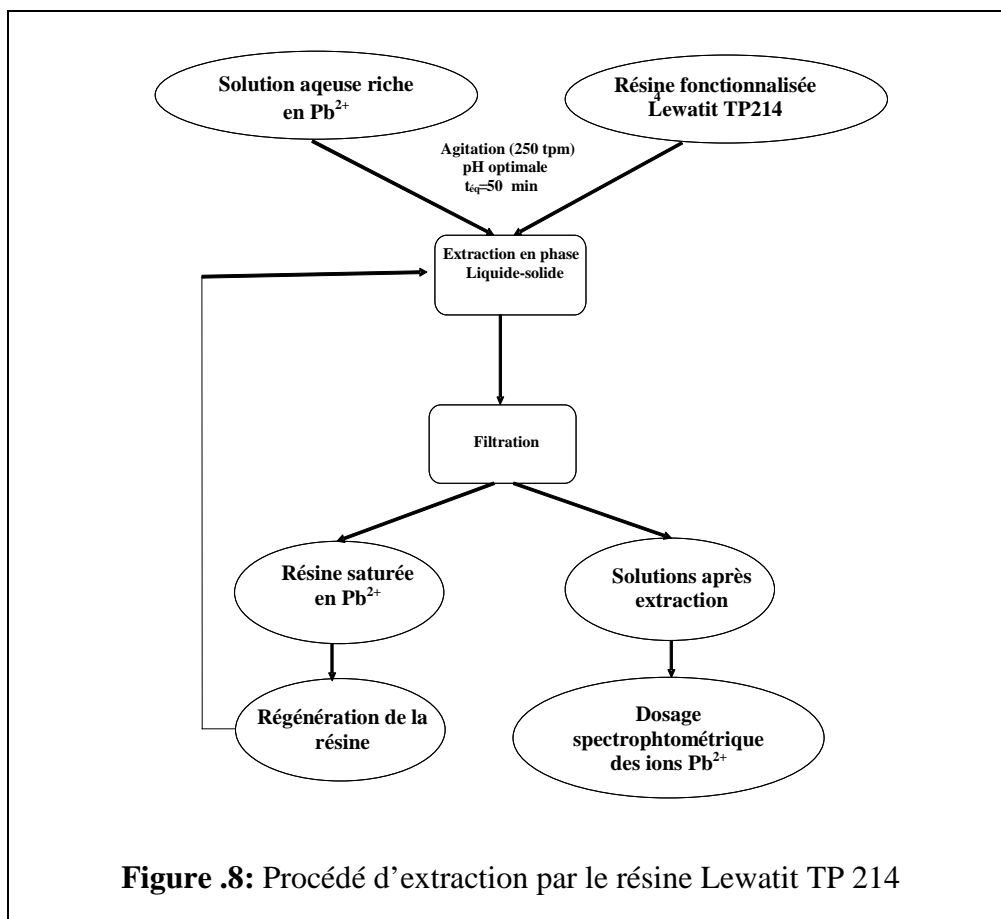 Solution aqeuse riche
en Pb2+
Résine fonctionnalisée
4
Lewatit TP214
Agitation (250 tpm)
pH optimale
téq=50 min
Extraction en phase
Liquide-solide
Filtration
Résine saturée
en Pb2+
Solutions après
extraction
Régénération de la
résine
Dosage
spectrophtométrique
des ions Pb2+
Figure .8: Procédé d’extraction par le résine Lewatit TP 214